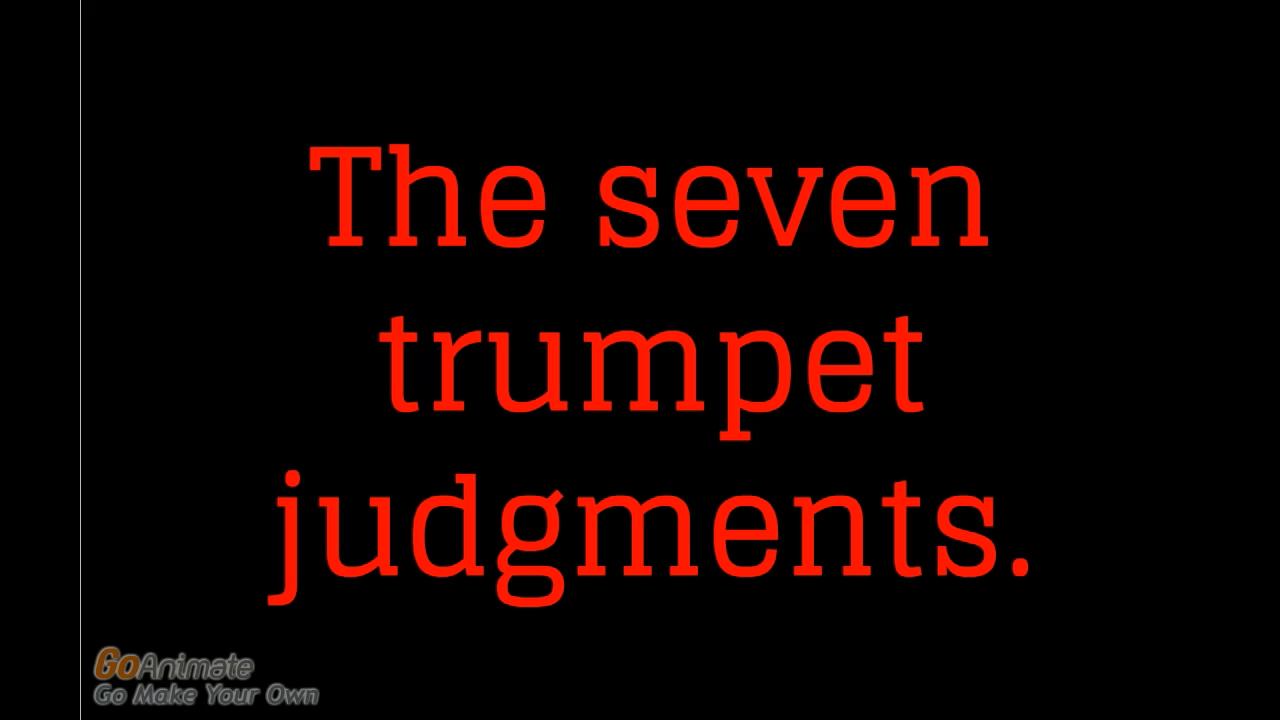 The seven
trumpet
judgments.
GoAnimate
Go Make Your Own